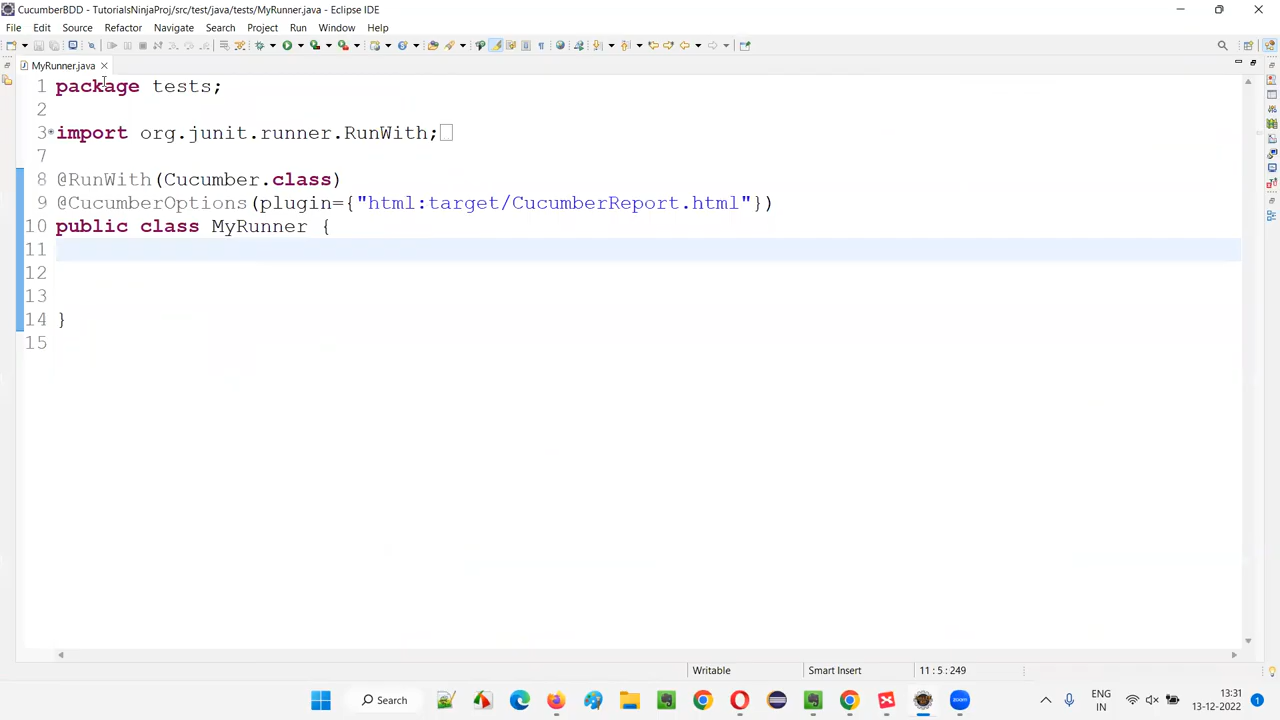 CucumberBDD - TutorialsNinjaProj/src/test/java/tests/MyRunner.java - Eclipse IDE
File Edit Source Refactor Navigate Search Project Run Window Help
MyRunner.java
1 package tests;
2
3 import org.junit.runner.RunWith;
7
8 @RunWith(Cucumber.class)
9 @CucumberOptions(plugin={"html:target/CucumberReport.html"})
10 public class MyRunner {
11
12
13
14 }
15
Writable Smart Insert 11 : 5 : 249
Search ENG IN 13:31 13-12-2022 1